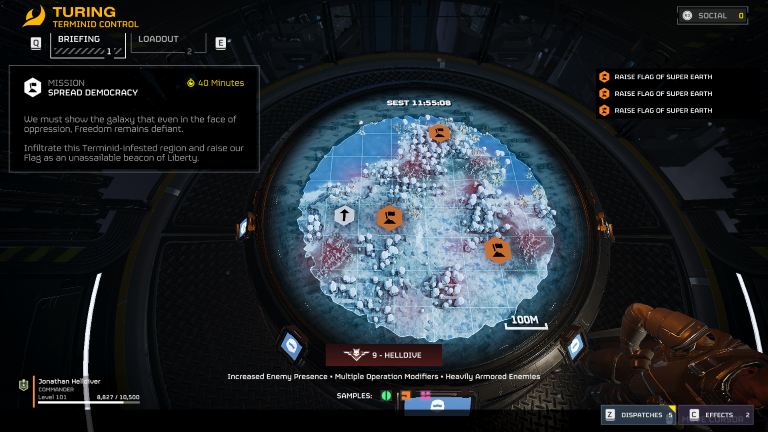 TURING
TERMINID CONTROL
SOCIAL 0
Q
BRIEFING
1
LOADOUT
2
E
MISSION
SPREAD DEMOCRACY
40 Minutes
We must show the galaxy that even in the face of
oppression, Freedom remains defiant.
Infiltrate this Terminid-infested region and raise our
Flag as an unassailable beacon of Liberty.
RAISE FLAG OF SUPER EARTH
RAISE FLAG OF SUPER EARTH
RAISE FLAG OF SUPER EARTH
SEST 11:55:08
100M
9 - HELLDIVE
Increased Enemy Presence • Multiple Operation Modifiers • Heavily Armored Enemies
SAMPLES:
Jonathan Helldiver
COMMANDER
Level 101
8,827 / 10,500
Z DISPATCHES 5
C EFFECTS 2